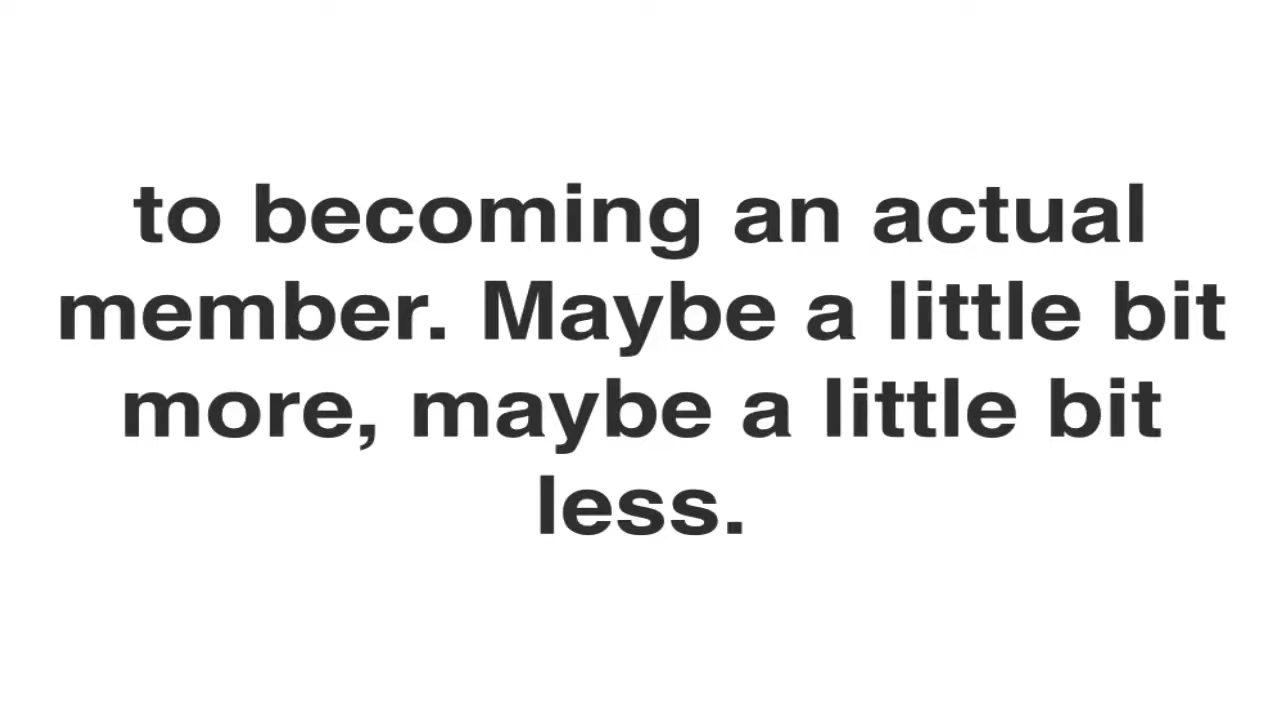 to becoming an actual
member. Maybe a little bit
more, maybe a little bit
less.